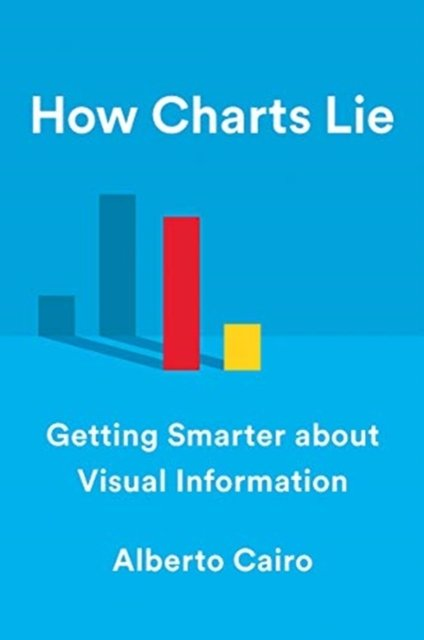 How Charts Lie
Getting Smarter about
Visual Information
Alberto Cairo